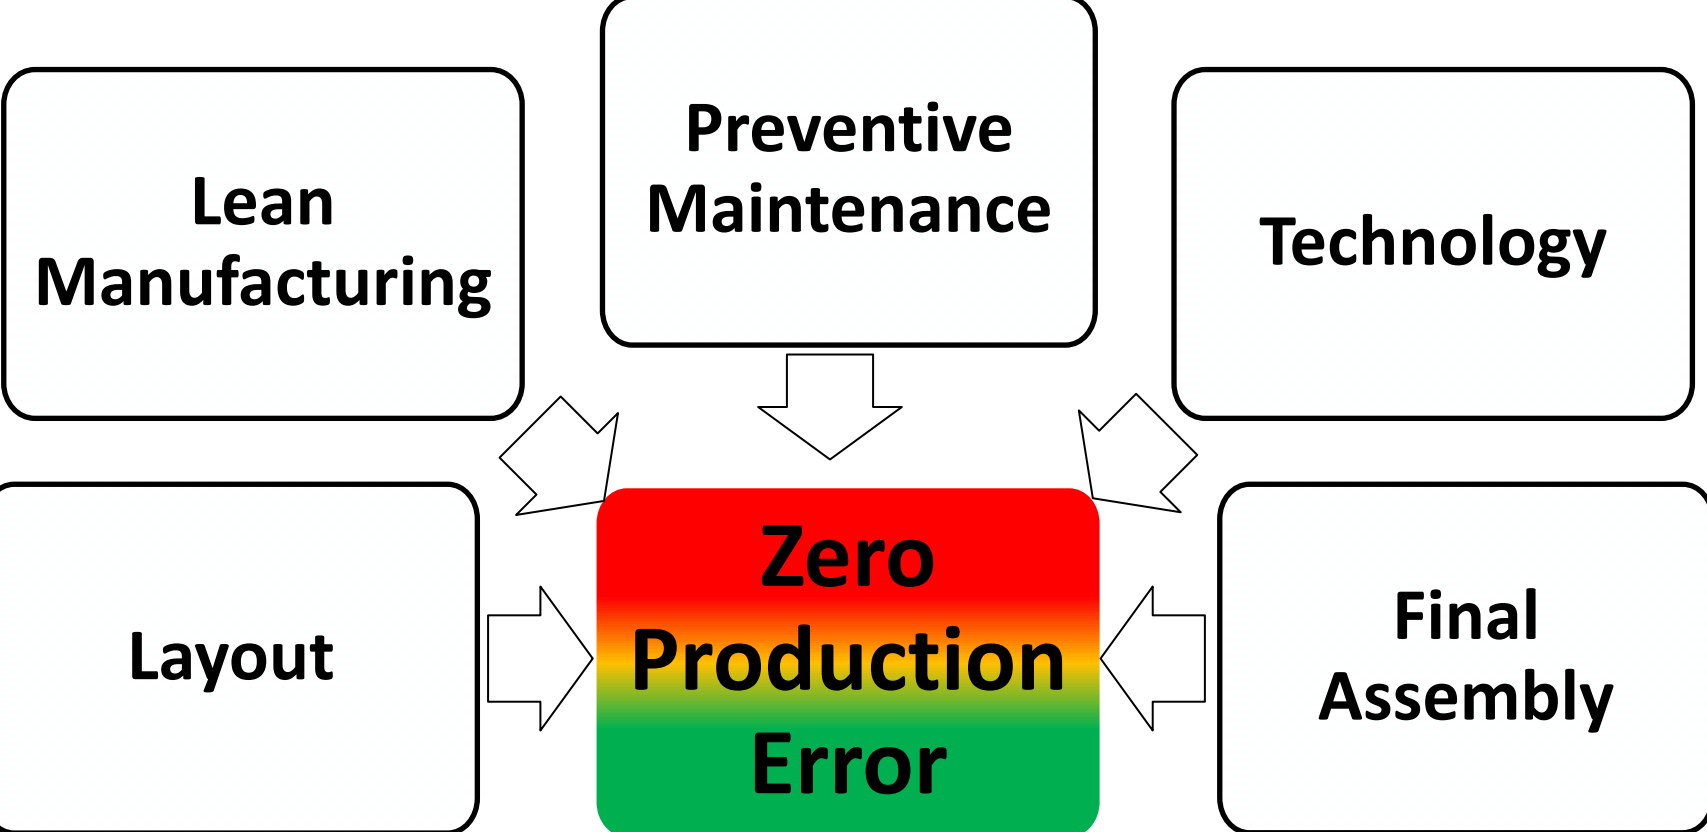 Preventive
Maintenance
Lean
Manufacturing
Technology
Layout
Zero
Production
Error
Final
Assembly